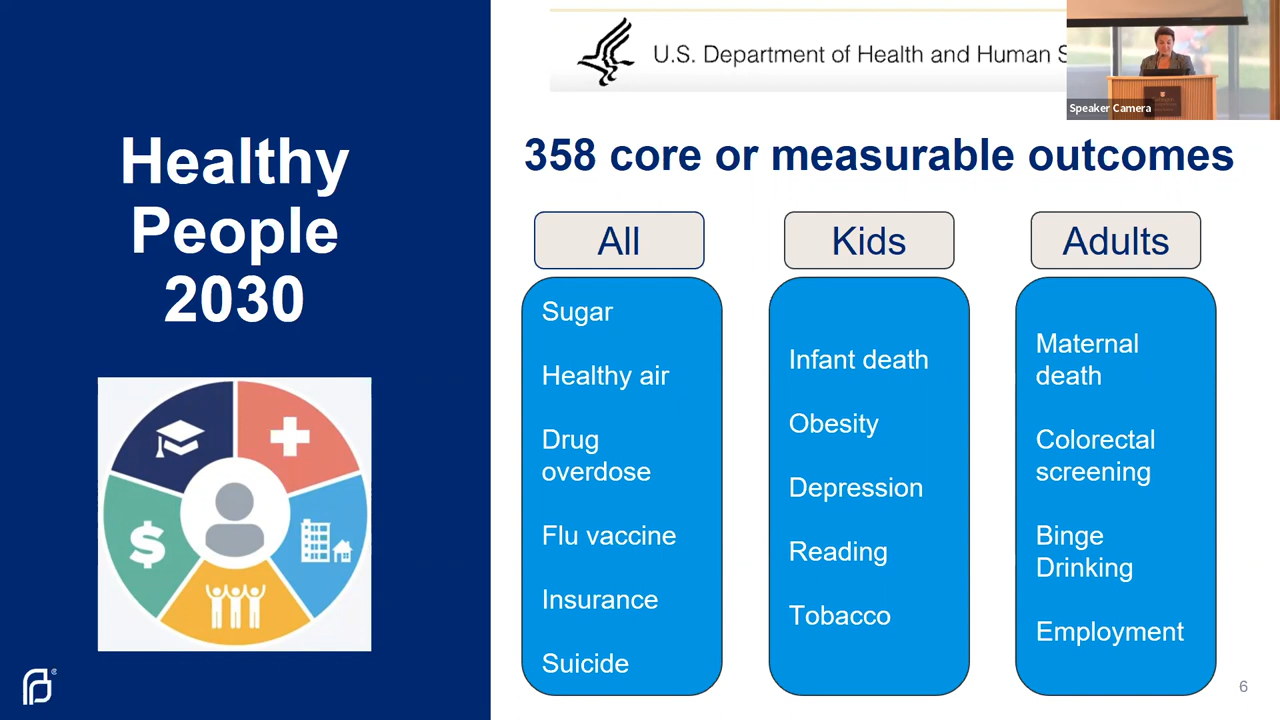 Healthy
People
2030
U.S. Department of Health and Human
Speaker Camera
358 core or measurable outcomes
All
Sugar
Healthy air
Drug
overdose
Flu vaccine
Insurance
Suicide
Kids
Infant death
Obesity
Depression
Reading
Tobacco
Adults
Maternal
death
Colorectal
screening
Binge
Drinking
Employment
6